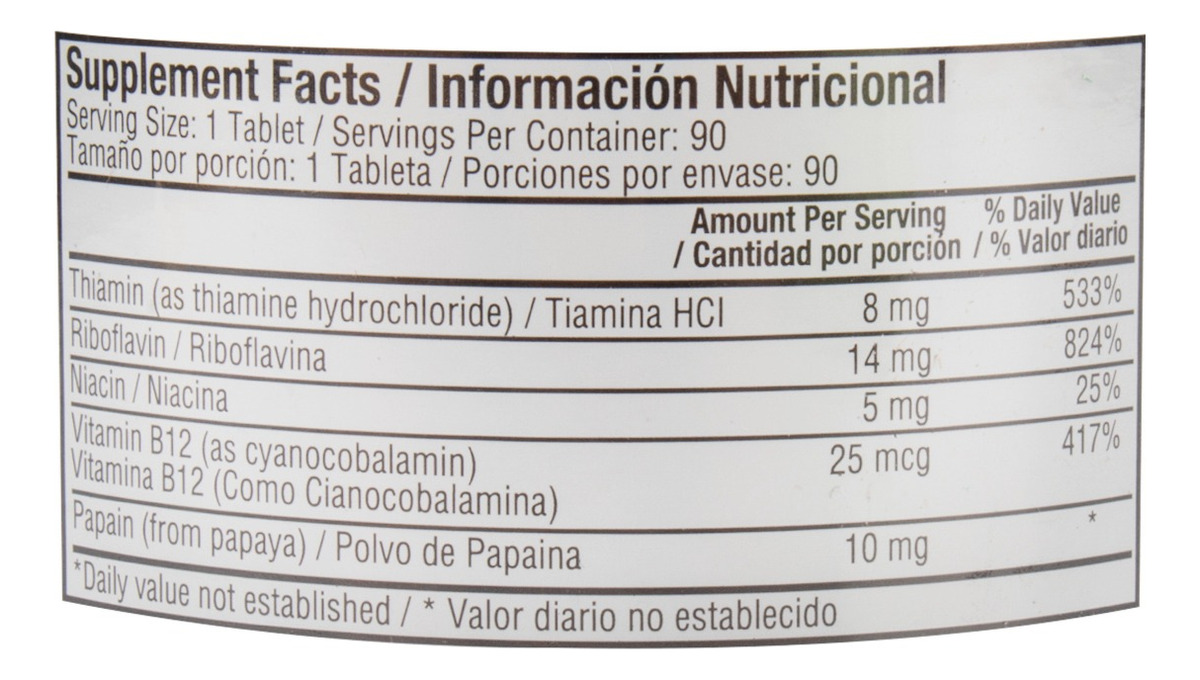 Supplement Facts / Información Nutricional
Serving Size: 1 Tablet / Servings Per Container: 90
Tamaño por porción: 1 Tableta / Porciones por envase: 90
Amount Per Serving % Daily Value
/ Cantidad por porción / % Valor diario
Thiamin (as thiamine hydrochloride) / Tiamina HCl 8 mg 533%
Riboflavin / Riboflavina 14 mg 824%
Niacin / Niacina 5 mg 25%
Vitamin B12 (as cyanocobalamin) 25 mcg 417%
Vitamina B12 (Como Cianocobalamina)
Papain (from papaya) / Polvo de Papaina 10 mg *
*Daily value not established / * Valor diario no establecido